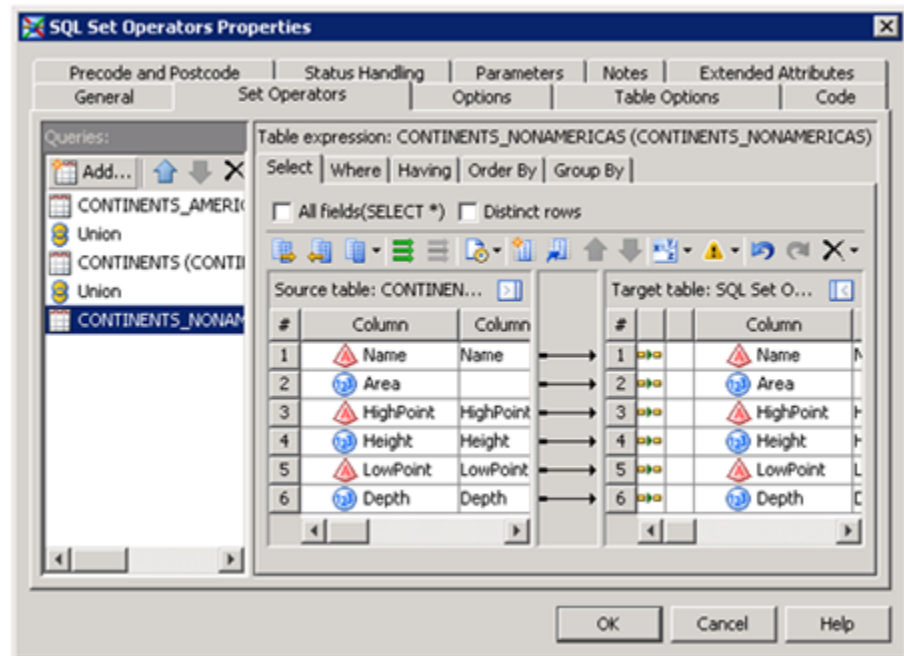 SQL Set Operators Properties
Precode and Postcode Status Handling Parameters Notes Extended Attributes
General Set Operators Options Table Options Code
Queries:
Table expression: CONTINENTS_NONAMERICAS (CONTINENTS_NONAMERICAS)
Add...
Select Where Having Order By Group By
CONTINENTS_AMERI(
All fields(SELECT *) Distinct rows
Union
CONTINENTS (CONTI
Union
CONTINENTS_NONAM
Source table: CONTINEN... Target table: SQL Set O...
# Column Column # Column
1 Name Name 1 Name
2 Area 2 Area
3 HighPoint HighPoint 3 HighPoint
4 Height Height 4 Height
5 LowPoint LowPoint 5 LowPoint
6 Depth Depth 6 Depth
OK Cancel Help